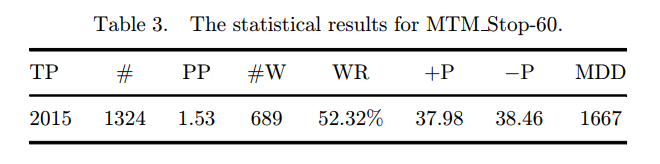 Table 3. The statistical results for MTM_Stop-60.
TP # PP #W WR +P −P MDD
2015 1324 1.53 689 52.32% 37.98 38.46 1667